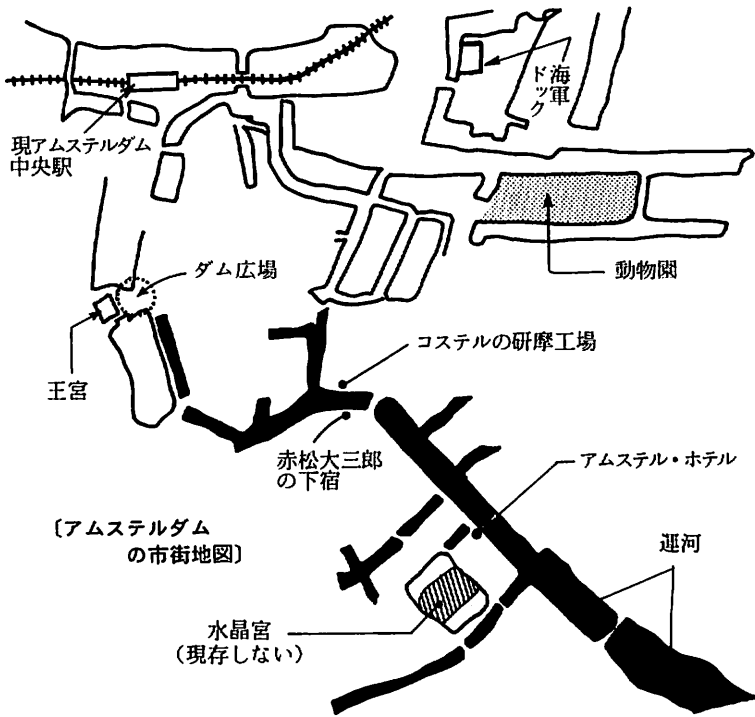 海軍
ドック
現アムステルダム
中央駅
動物園
ダム広場
王宮
コステルの研摩工場
赤松大三郎
の下宿
アムステル・ホテル
〔アムステルダム
の市街地図〕
運河
水晶宮
(現存しない)